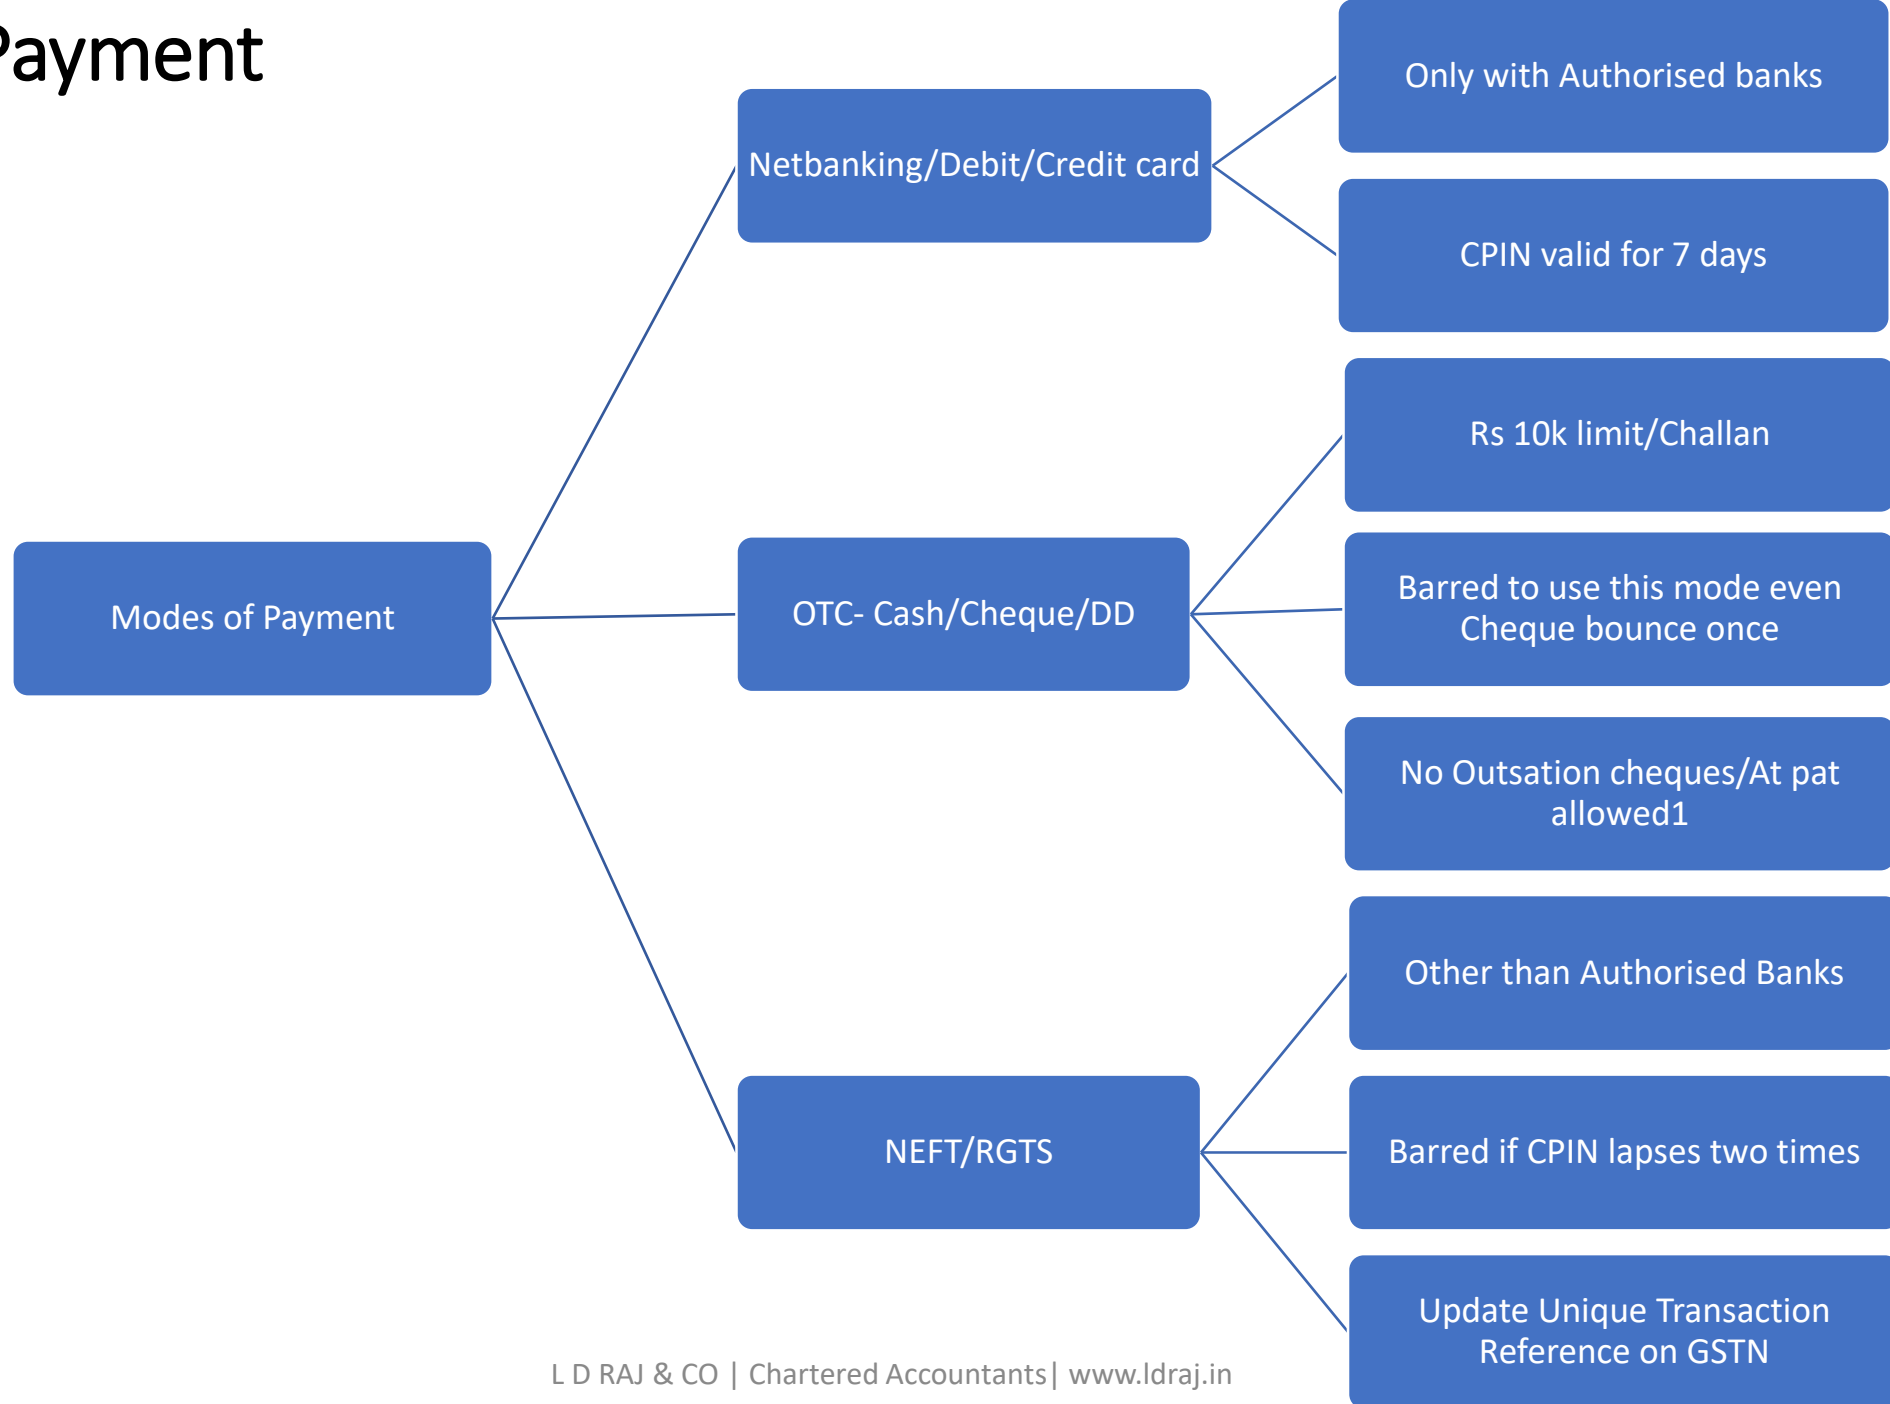 Payment
Modes of Payment
Netbanking/Debit/Credit card
Only with Authorised banks
CPIN valid for 7 days
OTC- Cash/Cheque/DD
Rs 10k limit/Challan
Barred to use this mode even
Cheque bounce once
No Outsation cheques/At pat
allowed1
NEFT/RGTS
Other than Authorised Banks
Barred if CPIN lapses two times
Update Unique Transaction
Reference on GSTN
L D RAJ & CO | Chartered Accountants| www.ldraj.in